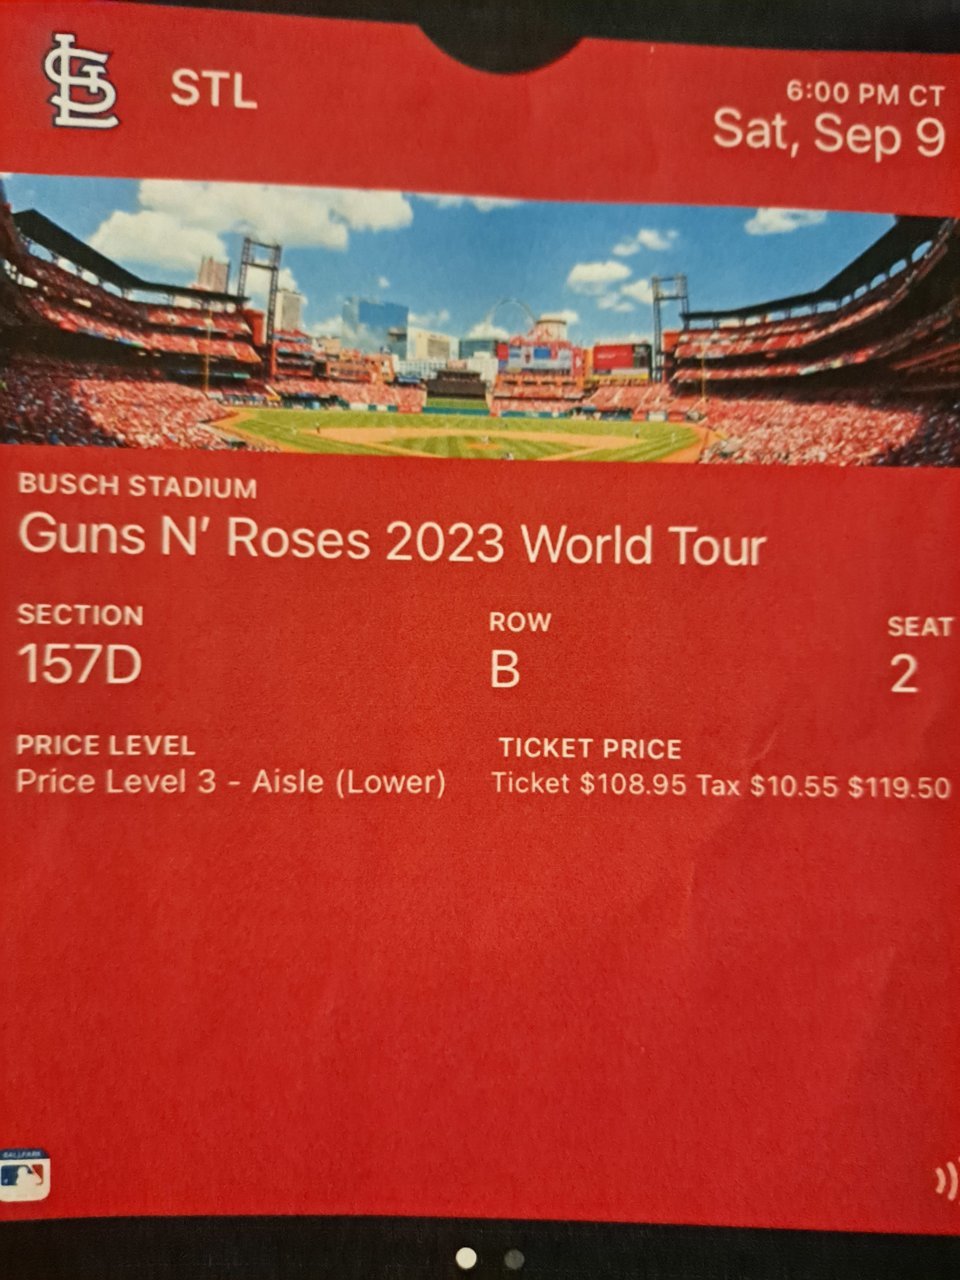 STL
6:00 PM CT
Sat, Sep 9
BUSCH STADIUM
Guns N' Roses 2023 World Tour
SECTION ROW SEAT
157D B 2
PRICE LEVEL TICKET PRICE
Price Level 3 - Aisle (Lower) Ticket $108.95 Tax $10.55 $119.50
BALLPARK